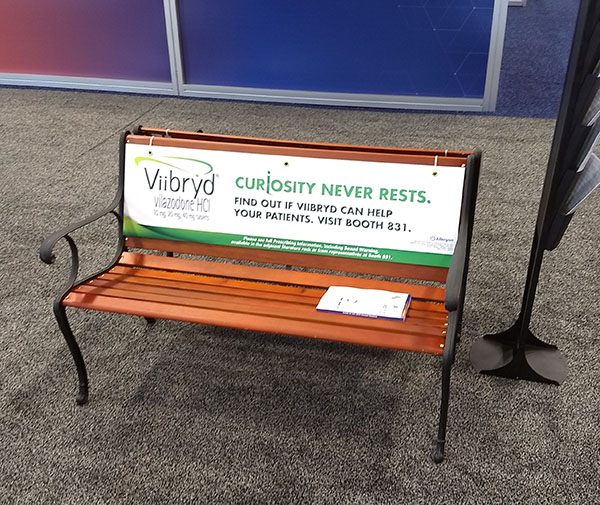 Viibryd®
vilazodone HCl
10 mg, 20 mg, 40 mg tablets
CURIOSITY NEVER RESTS.
FIND OUT IF VIIBRYD CAN HELP
YOUR PATIENTS. VISIT BOOTH 831.
Please see full Prescribing Information, including Boxed Warning,
available in the adjacent literature rack or from representatives at Booth 831.
Allergan